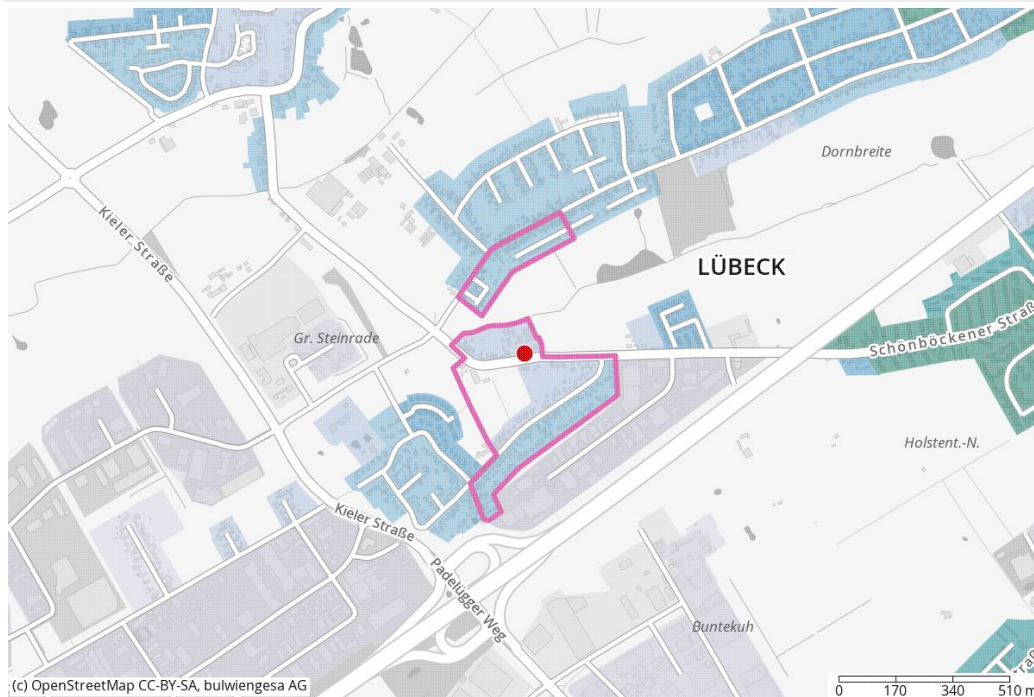 Dornbreite
Kieler Straße
LÜBECK
Gr. Steinrade
Schönböckener Straß
Holstent.-N.
Kieler Straße
Padelügger Weg
Buntekuh
(c) OpenStreetMap CC-BY-SA, bulwiengesa AG
0 170 340 510 m